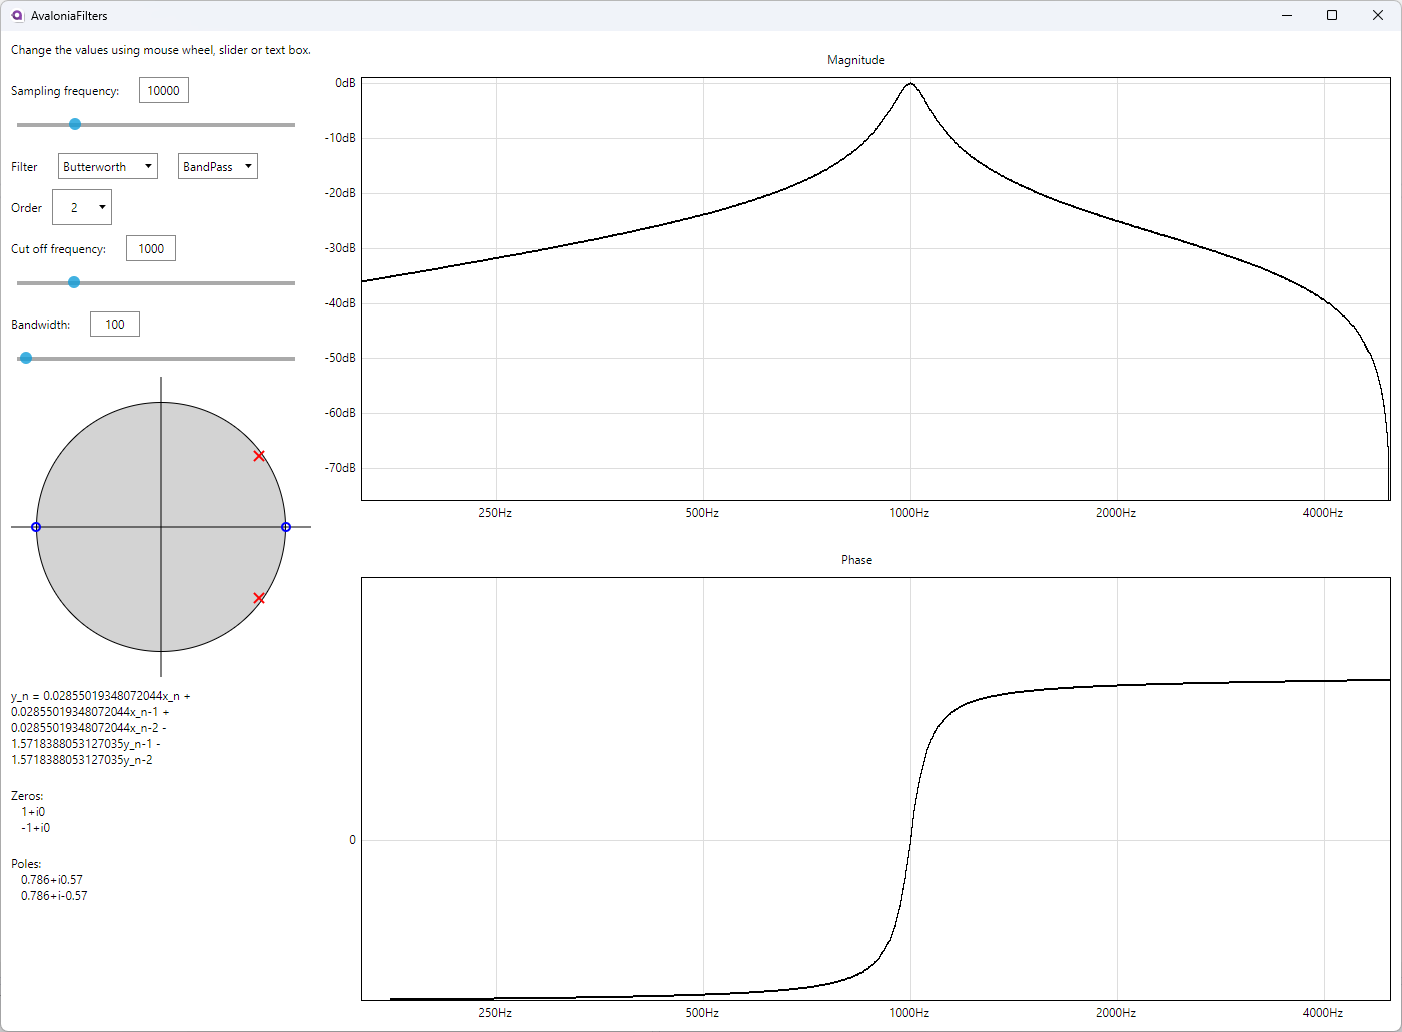 AvaloniaFilters
Change the values using mouse wheel, slider or text box.
Sampling frequency: 10000
Filter Butterworth BandPass
Order 2
Cut off frequency: 1000
Bandwidth: 100
y_n = 0.02855019348072044x_n +
0.02855019348072044x_n-1 +
0.02855019348072044x_n-2 -
1.5718388053127035y_n-1 -
1.5718388053127035y_n-2
Zeros:
1+i0
-1+i0
Poles:
0.786+i0.57
0.786+i-0.57
Magnitude
0dB
-10dB
-20dB
-30dB
-40dB
-50dB
-60dB
-70dB
250Hz 500Hz 1000Hz 2000Hz 4000Hz
Phase
0
250Hz 500Hz 1000Hz 2000Hz 4000Hz